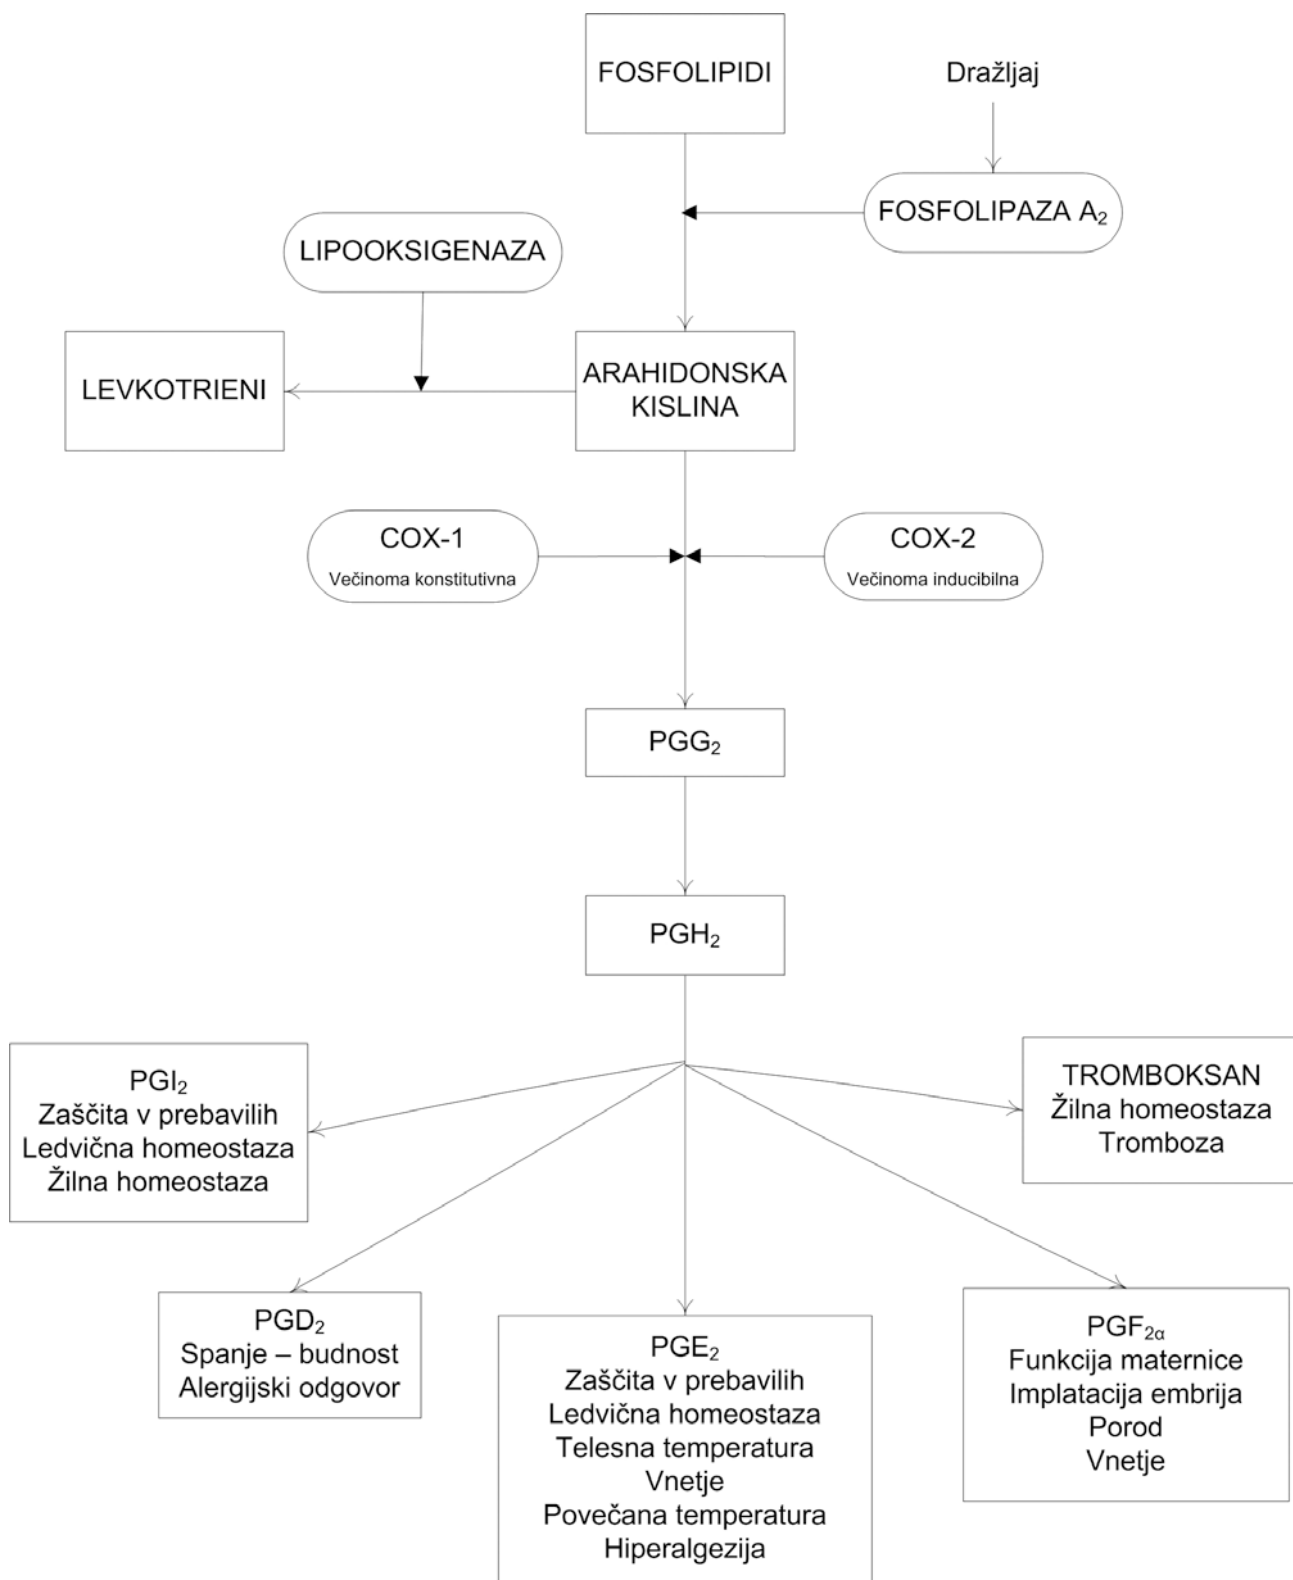 FOSFOLIPIDI
Dražljaj
FOSFOLIPAZA A₂
LIPOOKSIGENAZA
LEVKOTRIENI
ARAHIDONSKA
KISLINA
COX-1
Večinoma konstitutivna
COX-2
Večinoma inducibilna
PGG₂
PGH₂
PGI₂
Zaščita v prebavilih
Ledvična homeostaza
Žilna homeostaza
TROMBOKSAN
Žilna homeostaza
Tromboza
PGD₂
Spanje – budnost
Alergijski odgovor
PGE₂
Zaščita v prebavilih
Ledvična homeostaza
Telesna temperatura
Vnetje
Povečana temperatura
Hiperalgezija
PGF₂α
Funkcija maternice
Implatacija embrija
Porod
Vnetje